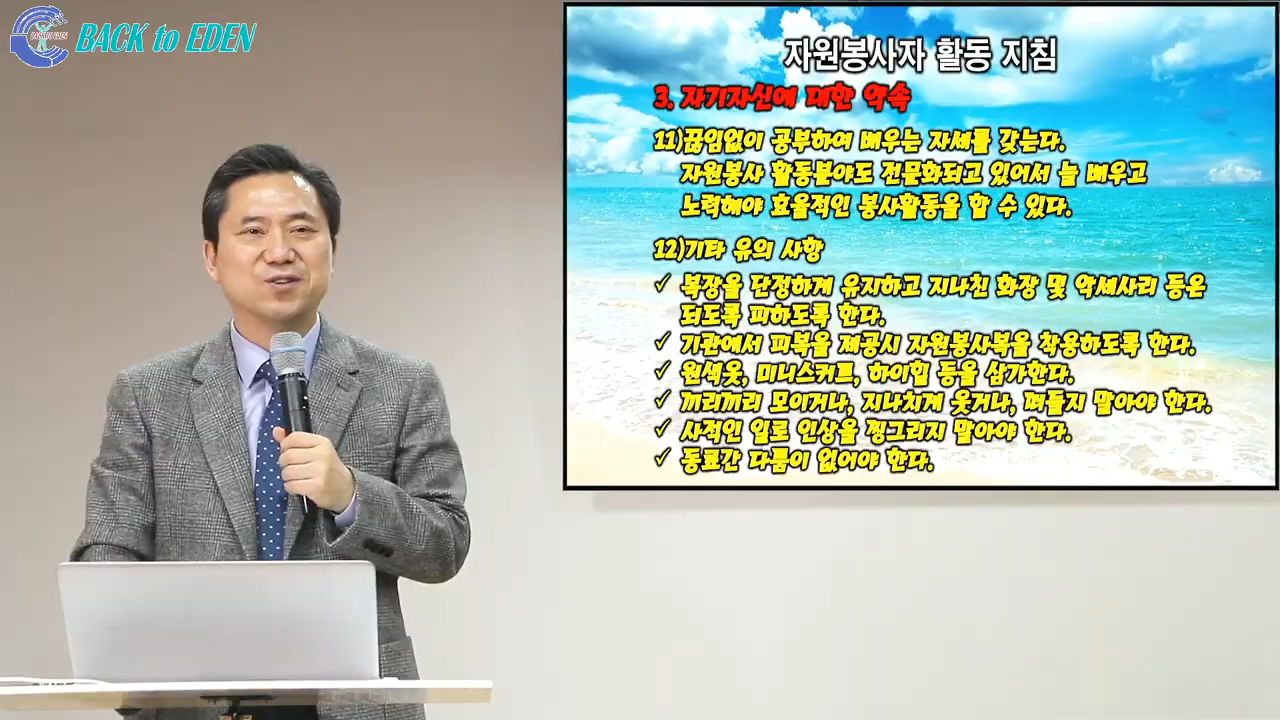 BACK to EDEN
자원봉사자 활동 지침
3. 자기자신에 대한 약속
11)끊임없이 공부하여 배우는 자세를 갖는다.
자원봉사 활동분야도 전문화되고 있어서 늘 배우고
노력해야 효율적인 봉사활동을 할 수 있다.
12)기타 유의 사항
✓ 복장을 단정하게 유지하고 지나친 화장 및 악세사리 등은
되도록 피하도록 한다.
✓ 기관에서 피복을 제공시 자원봉사복을 착용하도록 한다.
✓ 원색옷, 미니스커트, 하이힐 등을 삼가한다.
✓ 끼리끼리 모이거나, 지나치게 웃거나, 떠들지 말아야 한다.
✓ 사적인 일로 인상을 찡그리지 말아야 한다.
✓ 동료간 다툼이 없어야 한다.